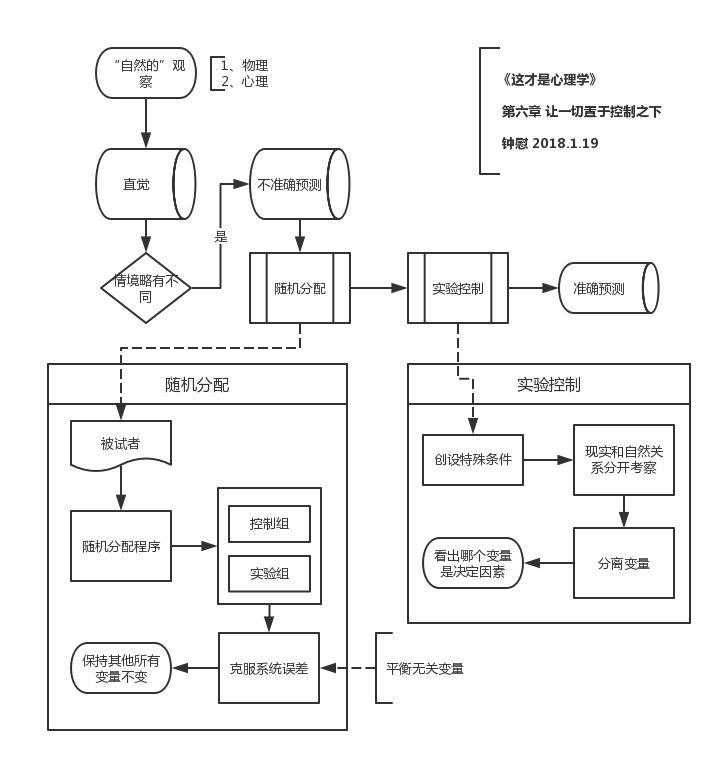 “自然的”观
察
1、物理
2、心理
《这才是心理学》
第六章 让一切置于控制之下
钟慰 2018.1.19
直觉
不准确预测
是
情境略有不
同
随机分配
实验控制
准确预测
随机分配
被试者
随机分配程序
控制组
实验组
克服系统误差
保持其他所有
变量不变
平衡无关变量
实验控制
创设特殊条件
现实和自然关
系分开考察
分离变量
看出哪个变量
是决定因素